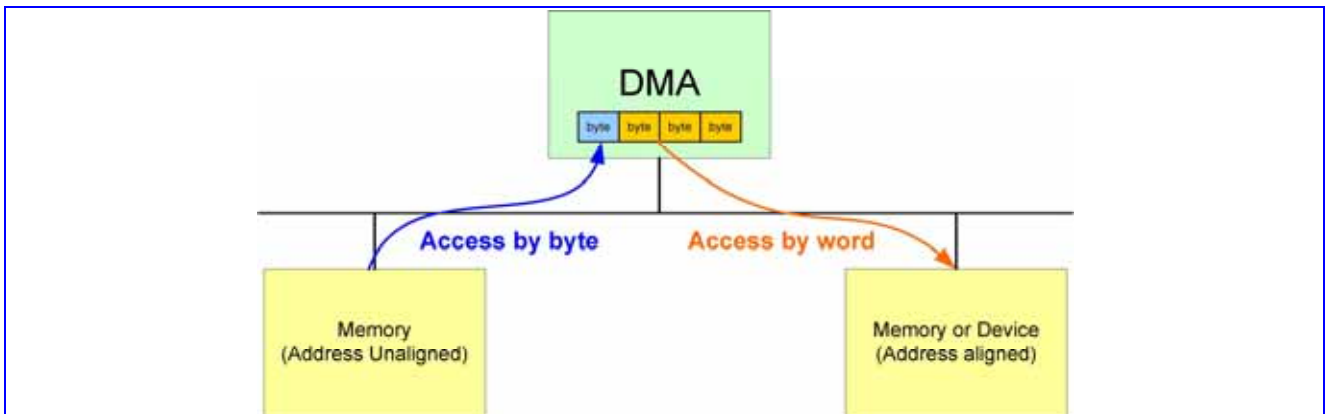 DMA
byte byte byte byte
Access by byte Access by word
Memory
(Address Unaligned)
Memory or Device
(Address aligned)